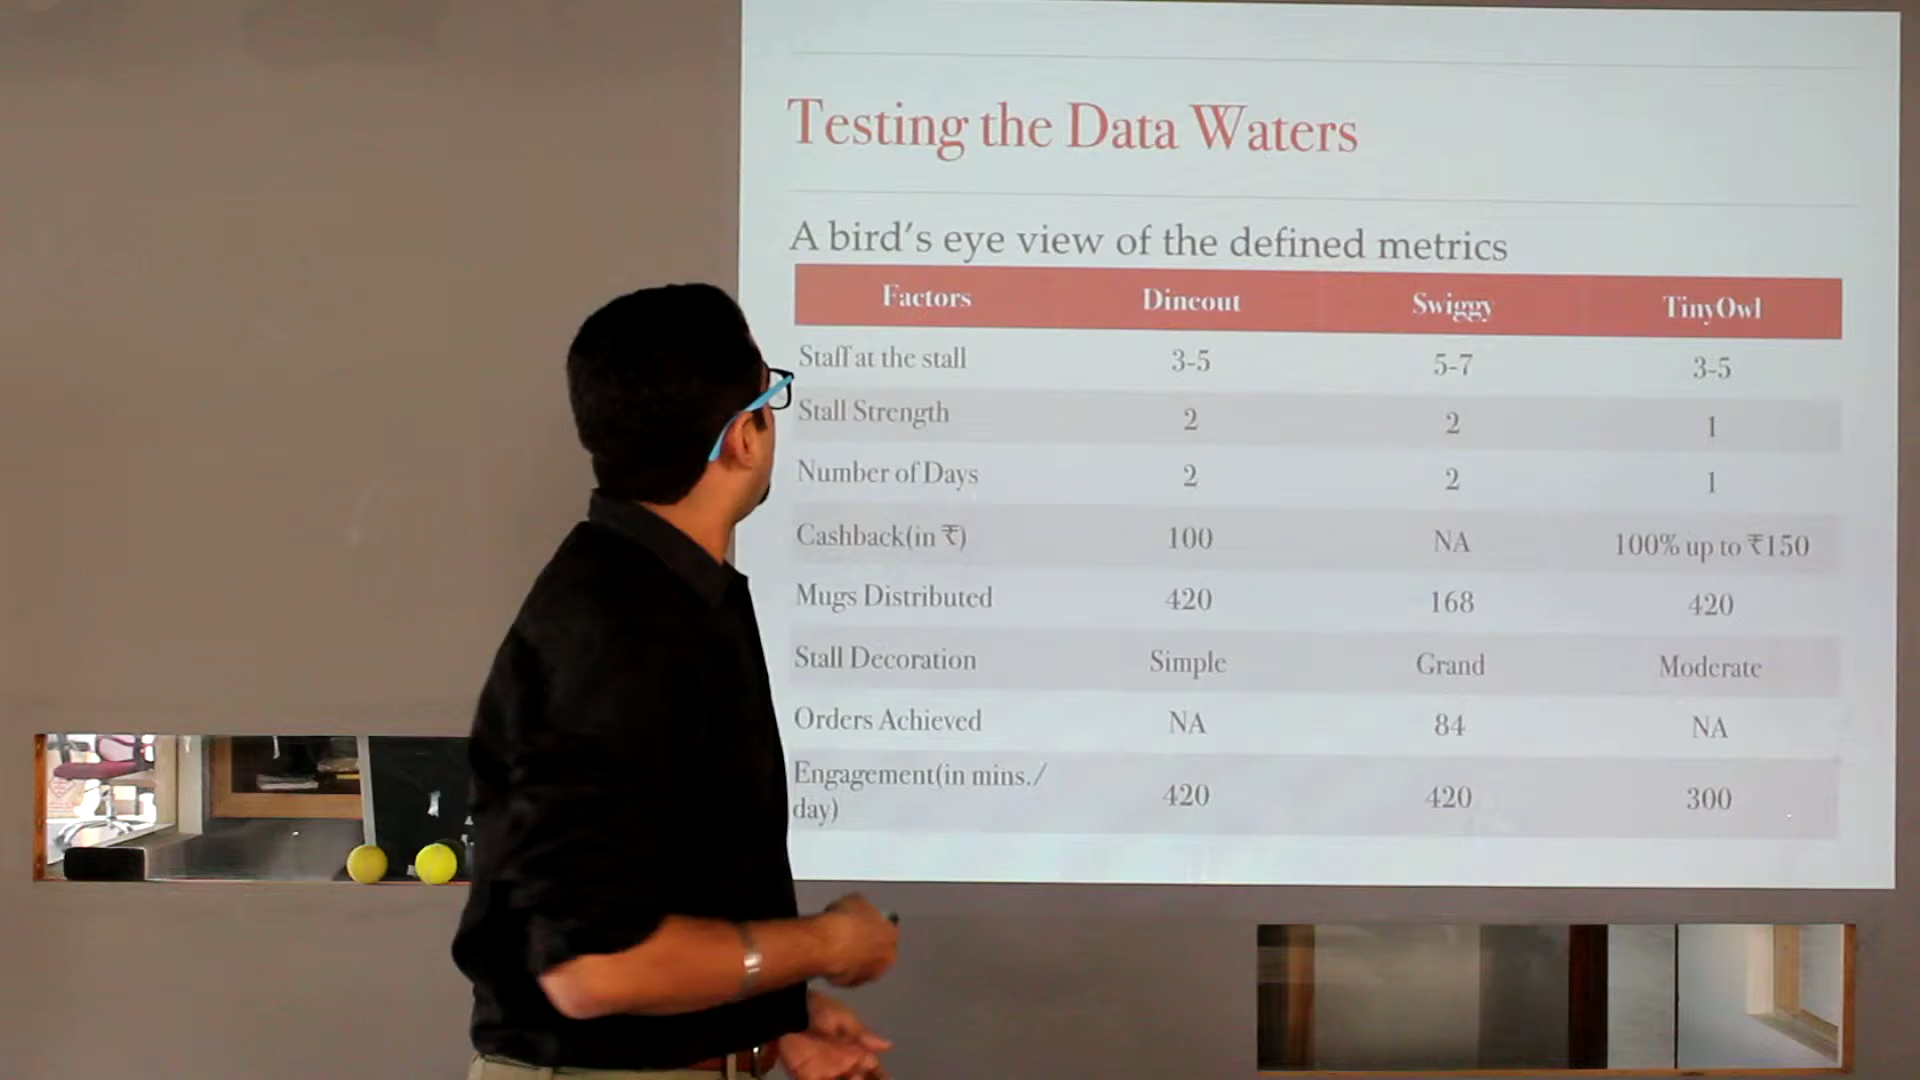 Testing the Data Waters
A bird's eye view of the defined metrics
Factors Dineout Swiggy TinyOwl
Staff at the stall 3-5 5-7 3-5
Stall Strength 2 2 1
Number of Days 2 2 1
Cashback(in ₹) 100 NA 100% up to ₹150
Mugs Distributed 420 168 420
Stall Decoration Simple Grand Moderate
Orders Achieved NA 84 NA
Engagement(in mins./
day) 420 420 300